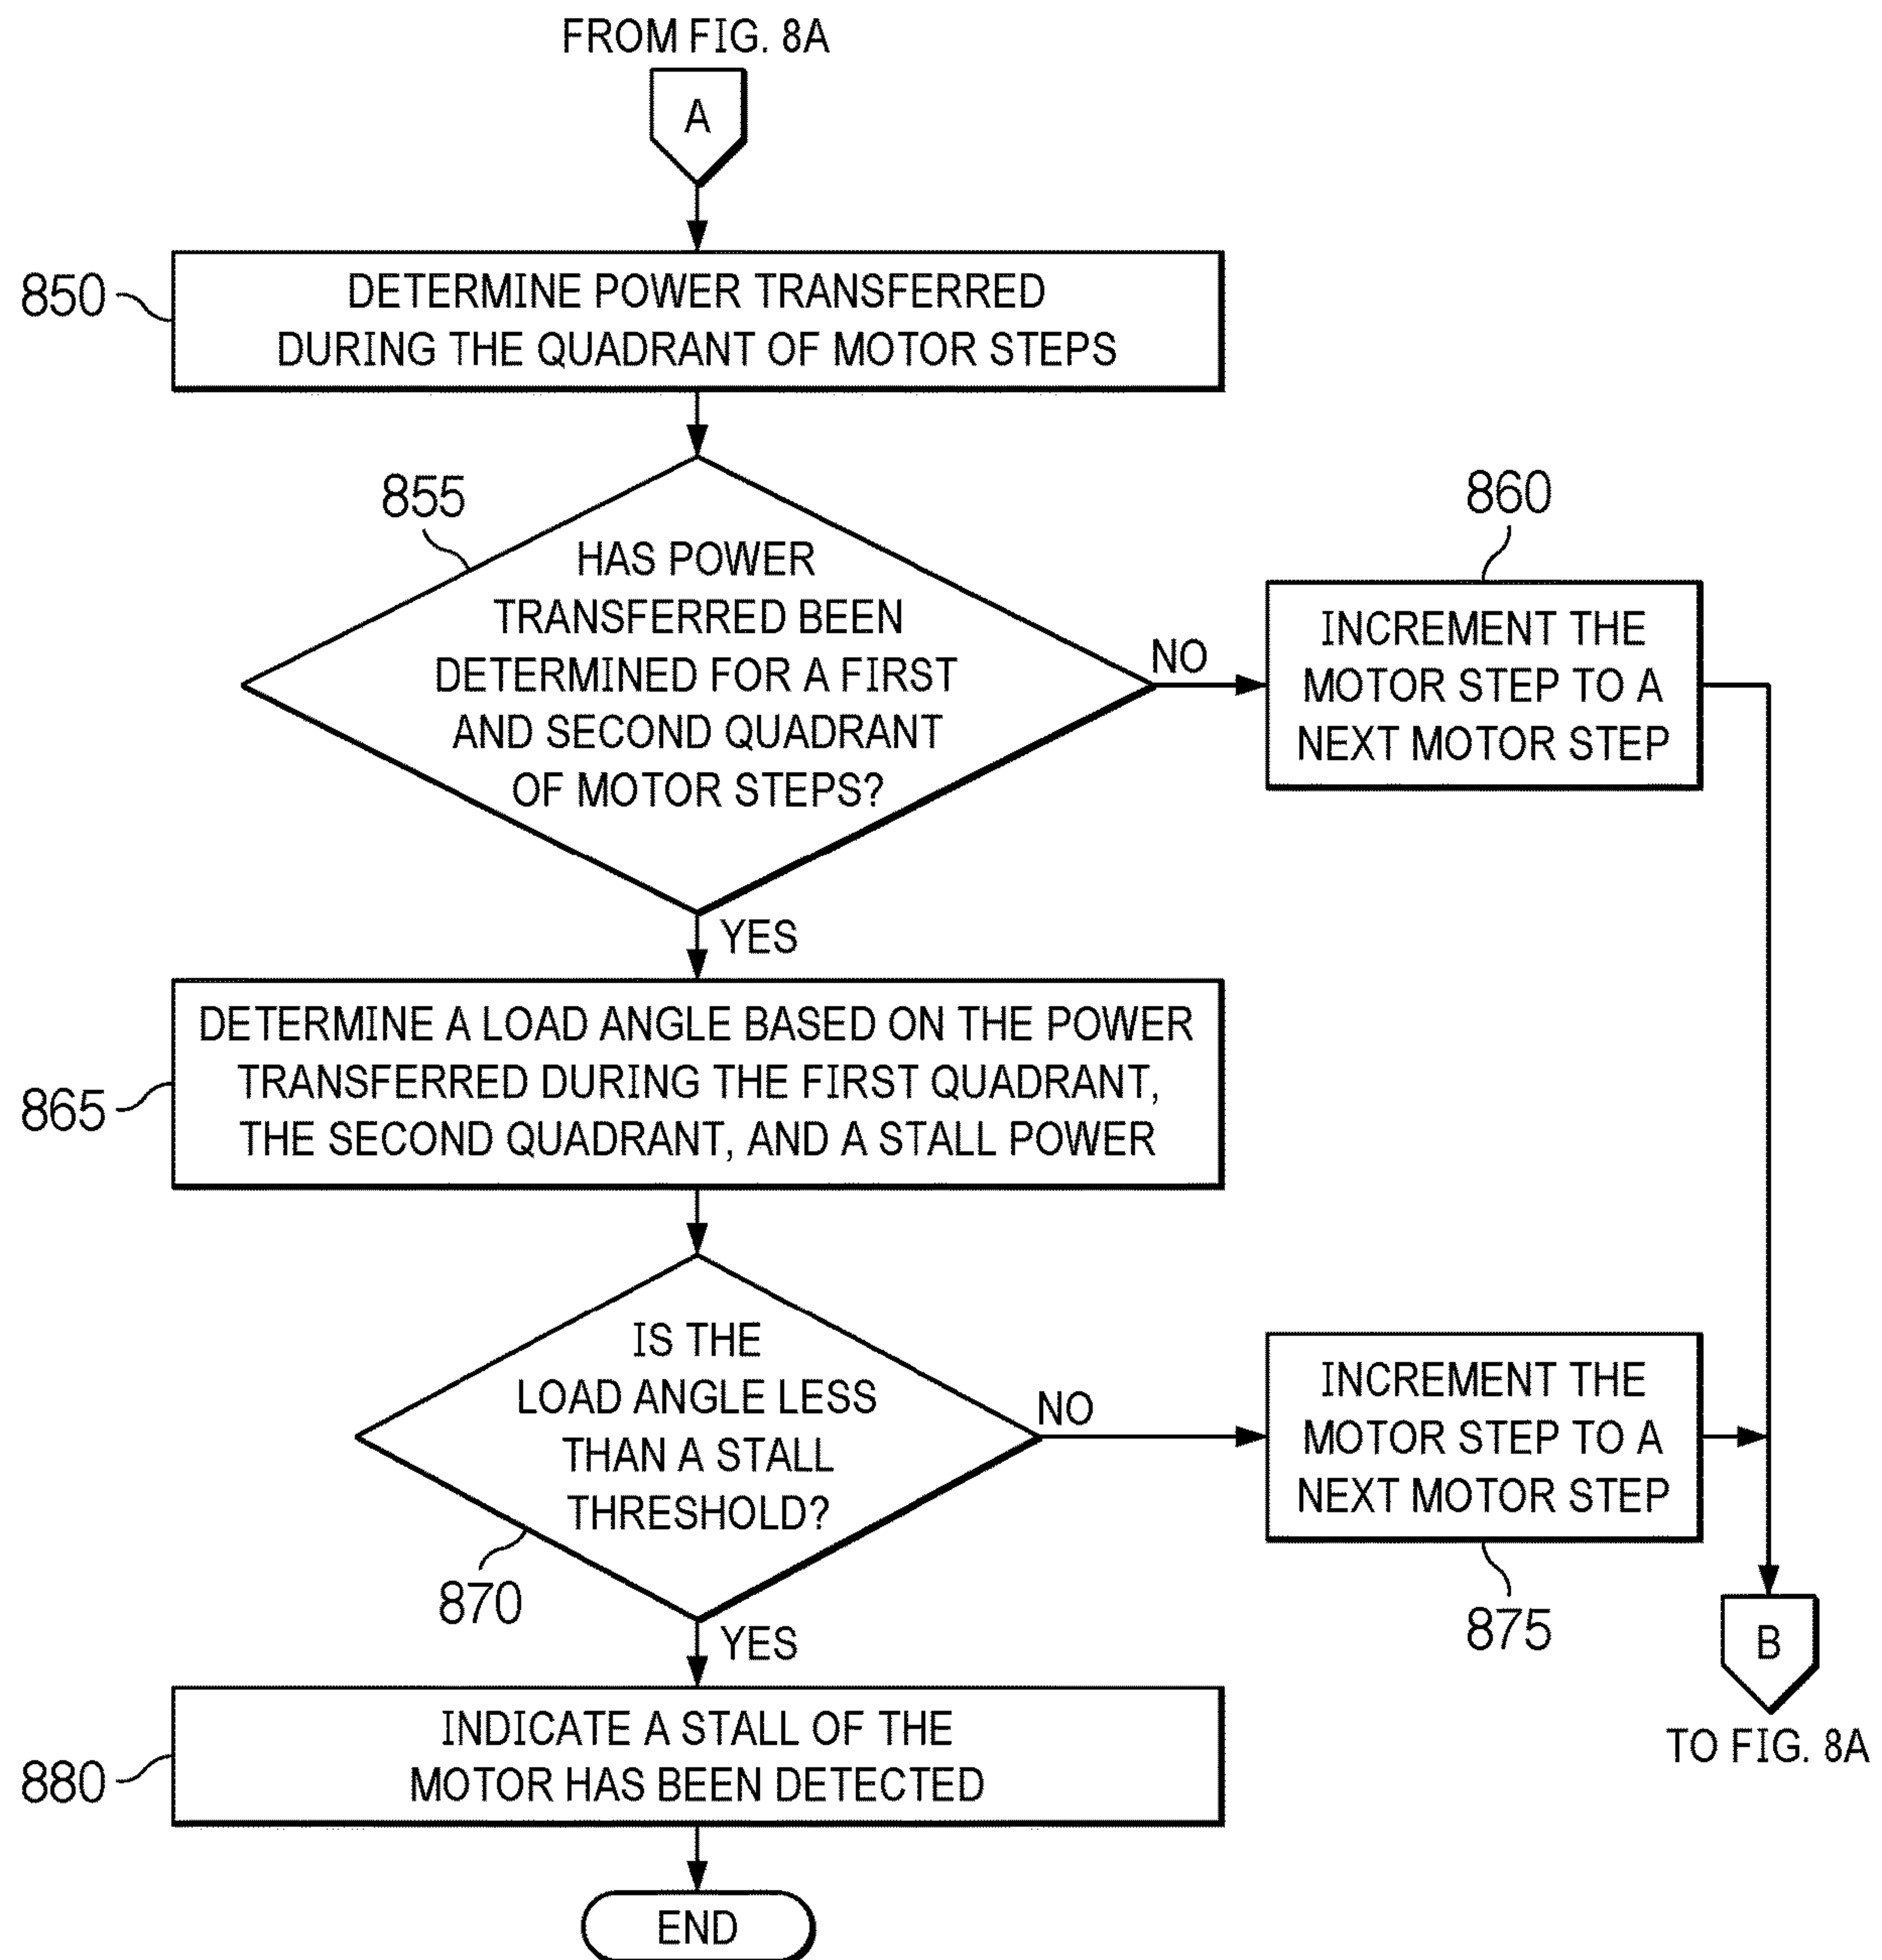 FROM FIG. 8A
A
850
DETERMINE POWER TRANSFERRED
DURING THE QUADRANT OF MOTOR STEPS
855
HAS POWER
TRANSFERRED BEEN
DETERMINED FOR A FIRST
AND SECOND QUADRANT
OF MOTOR STEPS?
NO
860
INCREMENT THE
MOTOR STEP TO A
NEXT MOTOR STEP
YES
865
DETERMINE A LOAD ANGLE BASED ON THE POWER
TRANSFERRED DURING THE FIRST QUADRANT,
THE SECOND QUADRANT, AND A STALL POWER
IS THE
LOAD ANGLE LESS
THAN A STALL
THRESHOLD?
870
NO
INCREMENT THE
MOTOR STEP TO A
NEXT MOTOR STEP
875
B
TO FIG. 8A
YES
880
INDICATE A STALL OF THE
MOTOR HAS BEEN DETECTED
END